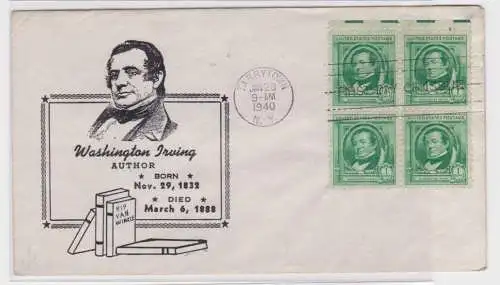 Washington Irving
AUTHOR
BORN
Nov. 29, 1832
DIED
March 6, 1888
RIP
VAN
WINKLE
TARRYTOWN
JAN 29
9-AM
1940
N.Y.
UNITED STATES POSTAGE
UNITED STATES POSTAGE
UNITED STATES POSTAGE
UNITED STATES POSTAGE